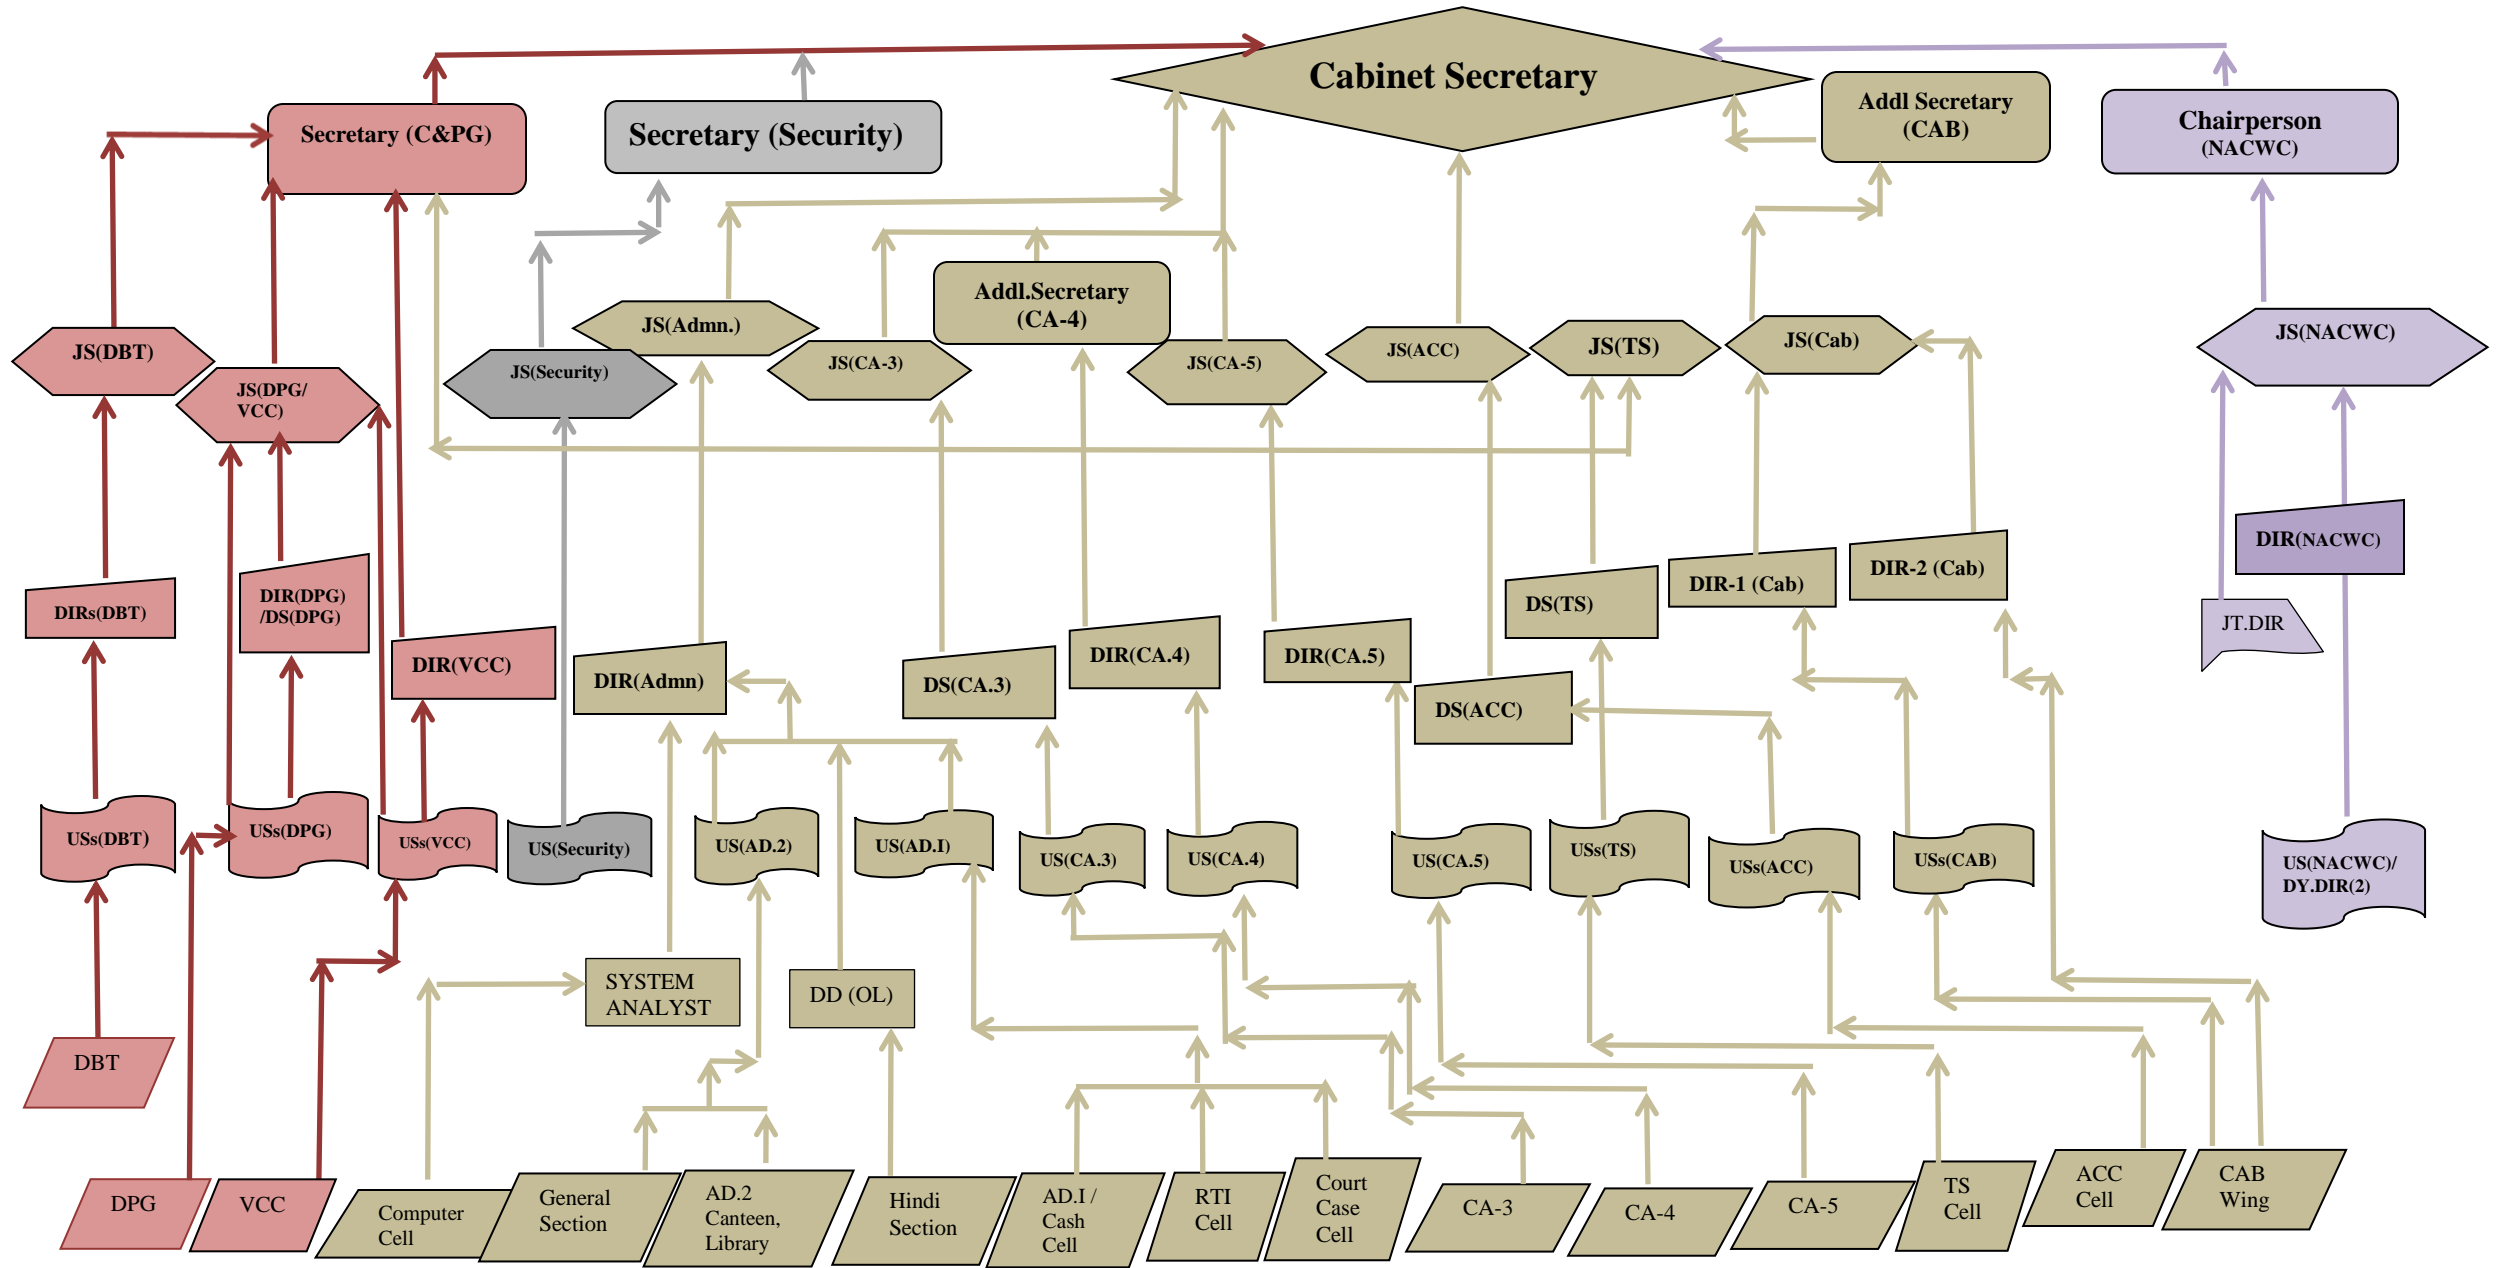 Cabinet Secretary
Secretary (C&PG)
Secretary (Security)
Addl Secretary
(CAB)
Chairperson
(NACWC)
Addl.Secretary
(CA-4)
JS(DBT)
JS(DPG/
VCC)
JS(Security)
JS(Admn.)
JS(CA-3)
JS(CA-5)
JS(ACC)
JS(TS)
JS(Cab)
JS(NACWC)
DIRs(DBT)
DIR(DPG)
/DS(DPG)
DIR(VCC)
DIR(Admn)
DS(CA.3)
DIR(CA.4)
DIR(CA.5)
DS(ACC)
DS(TS)
DIR-1 (Cab)
DIR-2 (Cab)
DIR(NACWC)
JT.DIR
USs(DBT)
USs(DPG)
USs(VCC)
US(Security)
US(AD.2)
US(AD.I)
US(CA.3)
US(CA.4)
US(CA.5)
USs(TS)
USs(ACC)
USs(CAB)
US(NACWC)/
DY.DIR(2)
SYSTEM
ANALYST
DD (OL)
DBT
DPG
VCC
Computer
Cell
General
Section
AD.2
Canteen,
Library
Hindi
Section
AD.I /
Cash
Cell
RTI
Cell
Court
Case
Cell
CA-3
CA-4
CA-5
TS
Cell
ACC
Cell
CAB
Wing